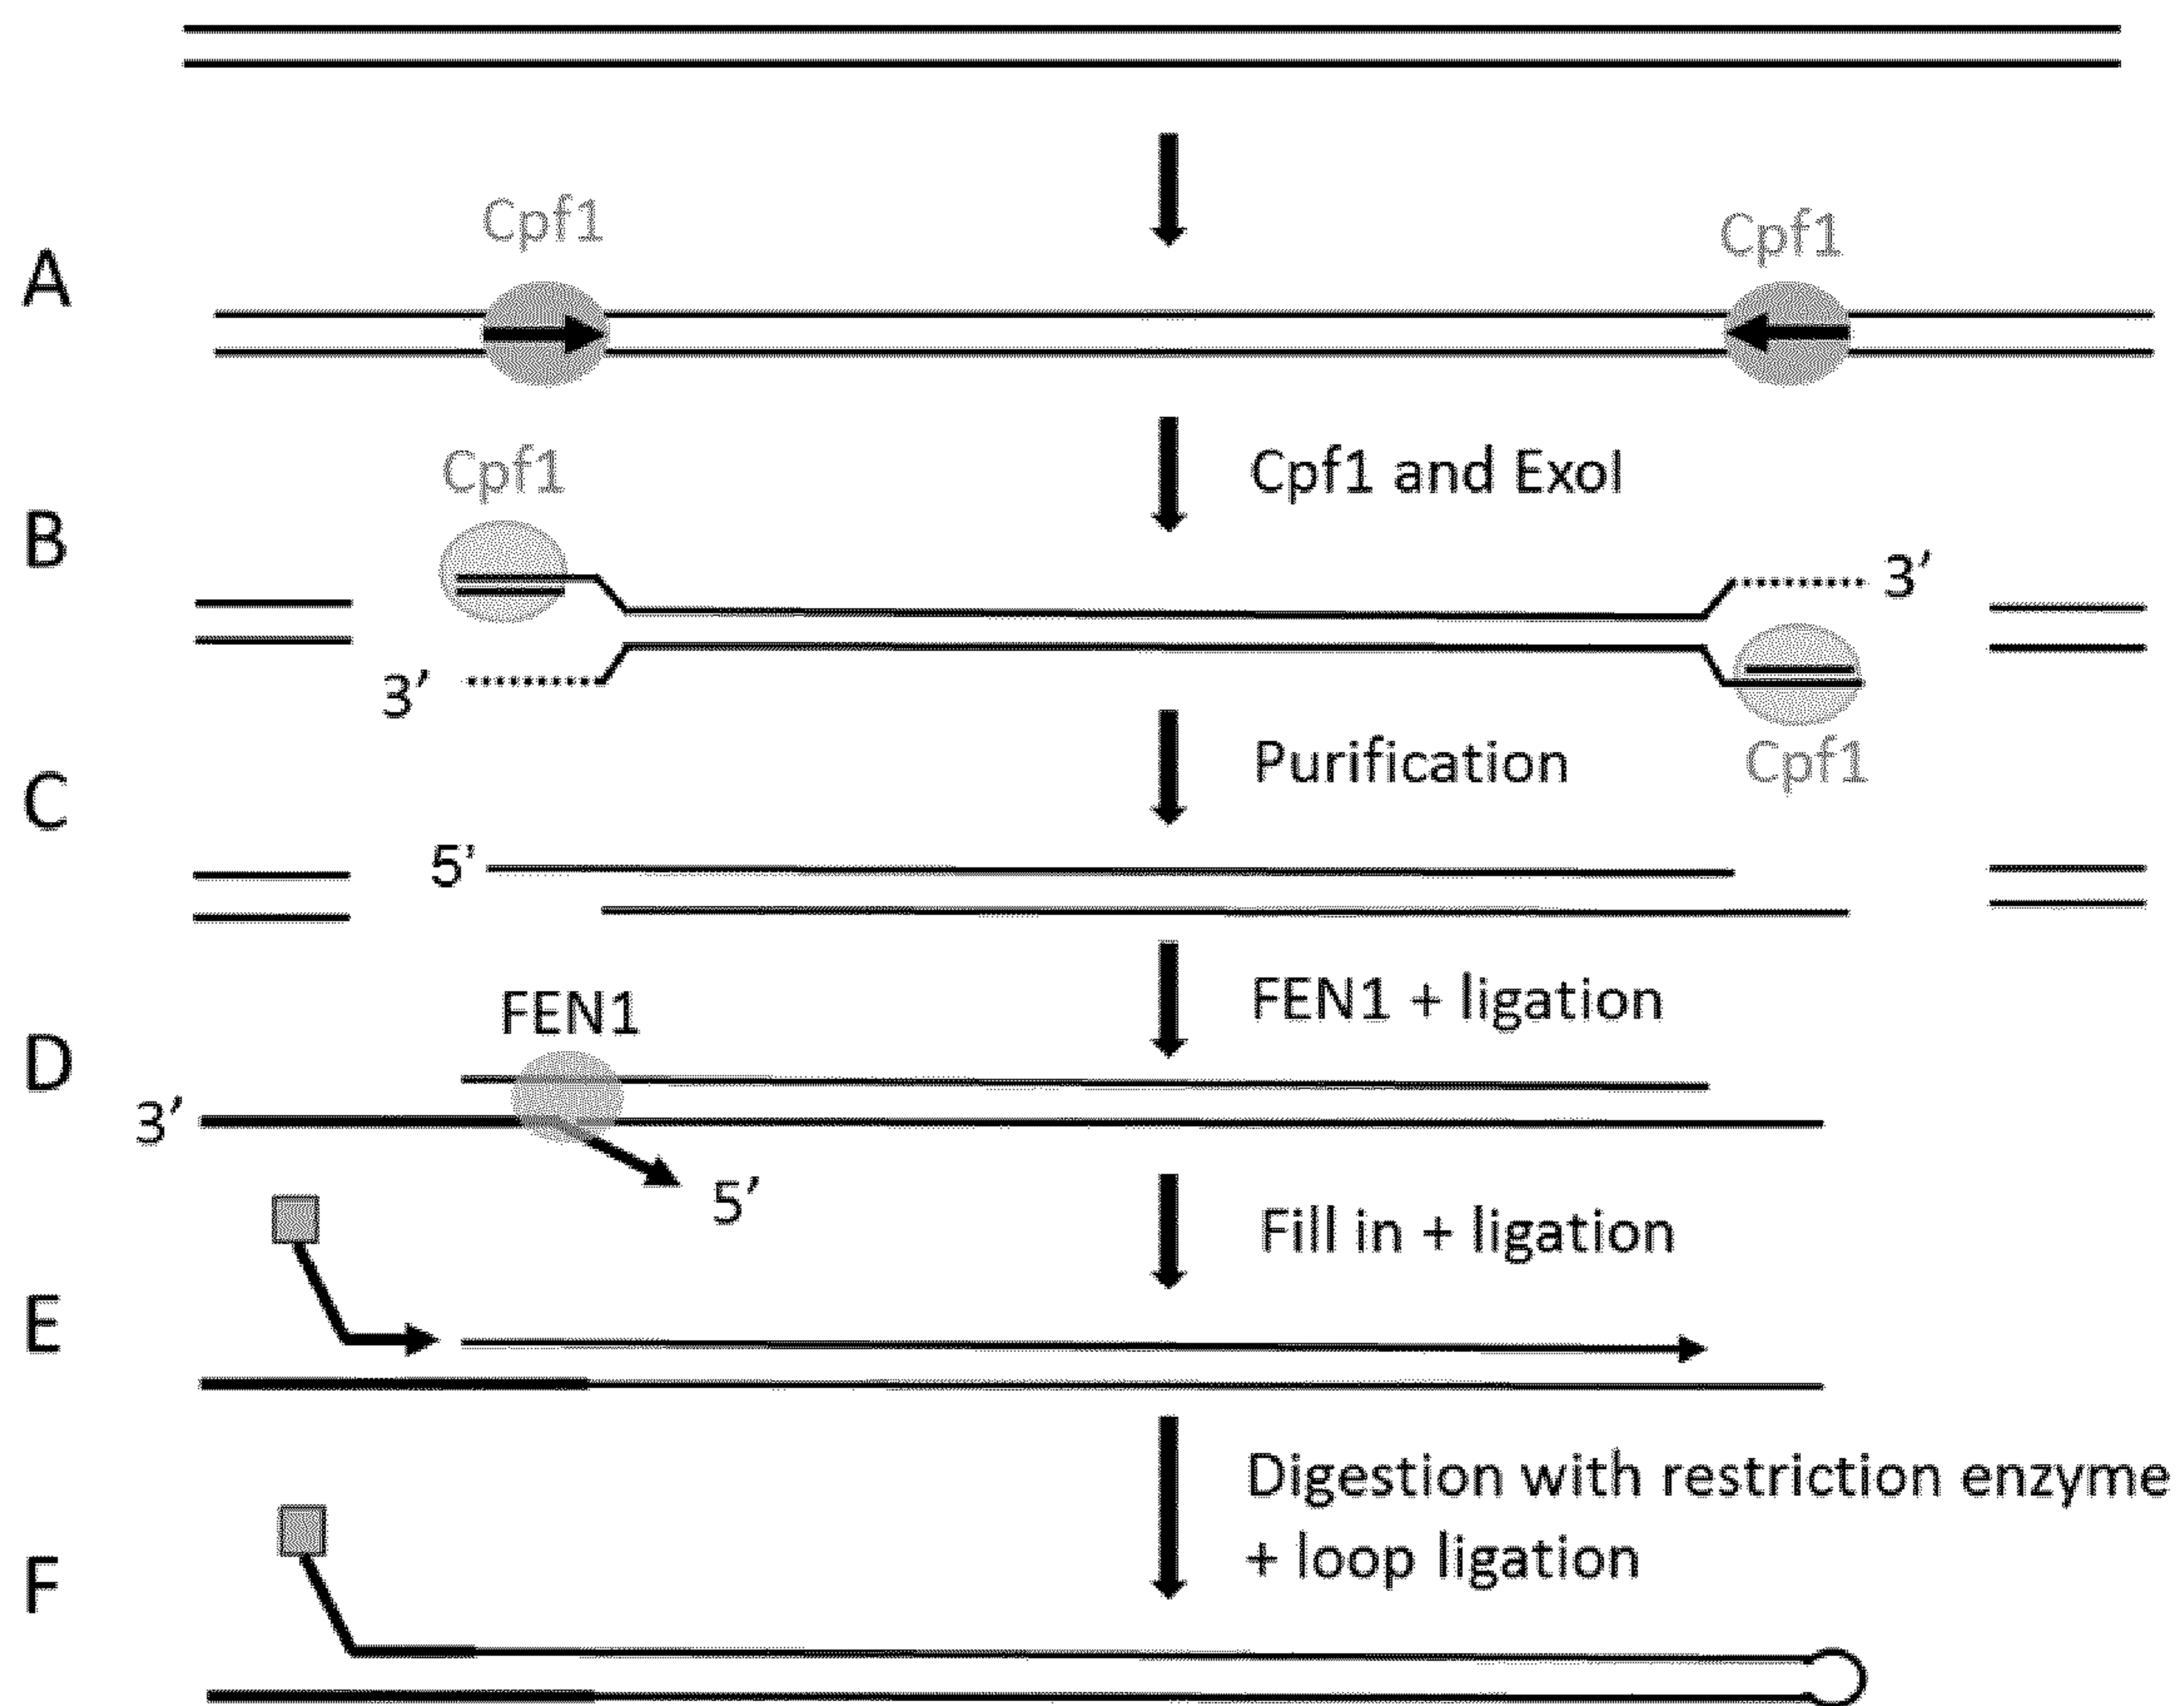 Cpf1
Cpf1
A
Cpf1 and ExoI
Cpf1
B
3’
3’
Purification
Cpf1
C
5’
FEN1 + ligation
FEN1
D
3’
5’
Fill in + ligation
E
Digestion with restriction enzyme
+ loop ligation
F